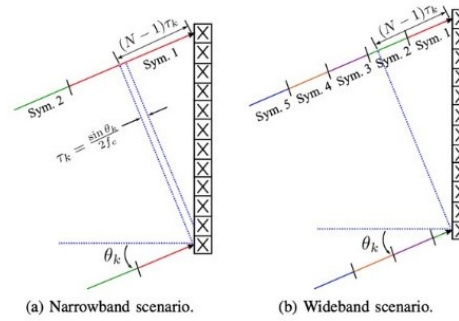 (N − 1)τ_k
Sym. 1
Sym. 2
τ_k = sin θ_k / 2f_c
θ_k
(a) Narrowband scenario.
(N − 1)τ_k
Sym. 1
Sym. 2
Sym. 3
Sym. 4
Sym. 5
θ_k
(b) Wideband scenario.